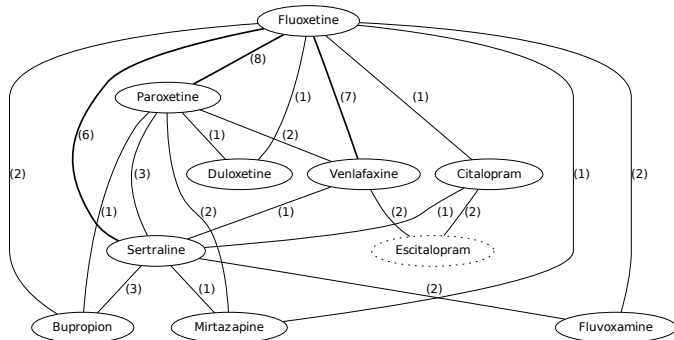 Fluoxetine
(8)
Paroxetine
(1)
(7)
(1)
(6)
(1)
(2)
(2)
(3)
Duloxetine
Venlafaxine
Citalopram
(1)
(2)
(1)
(2)
(2)
(1)
(1)
(2)
Sertraline
Escitalopram
(3)
(1)
(2)
Bupropion
Mirtazapine
Fluvoxamine